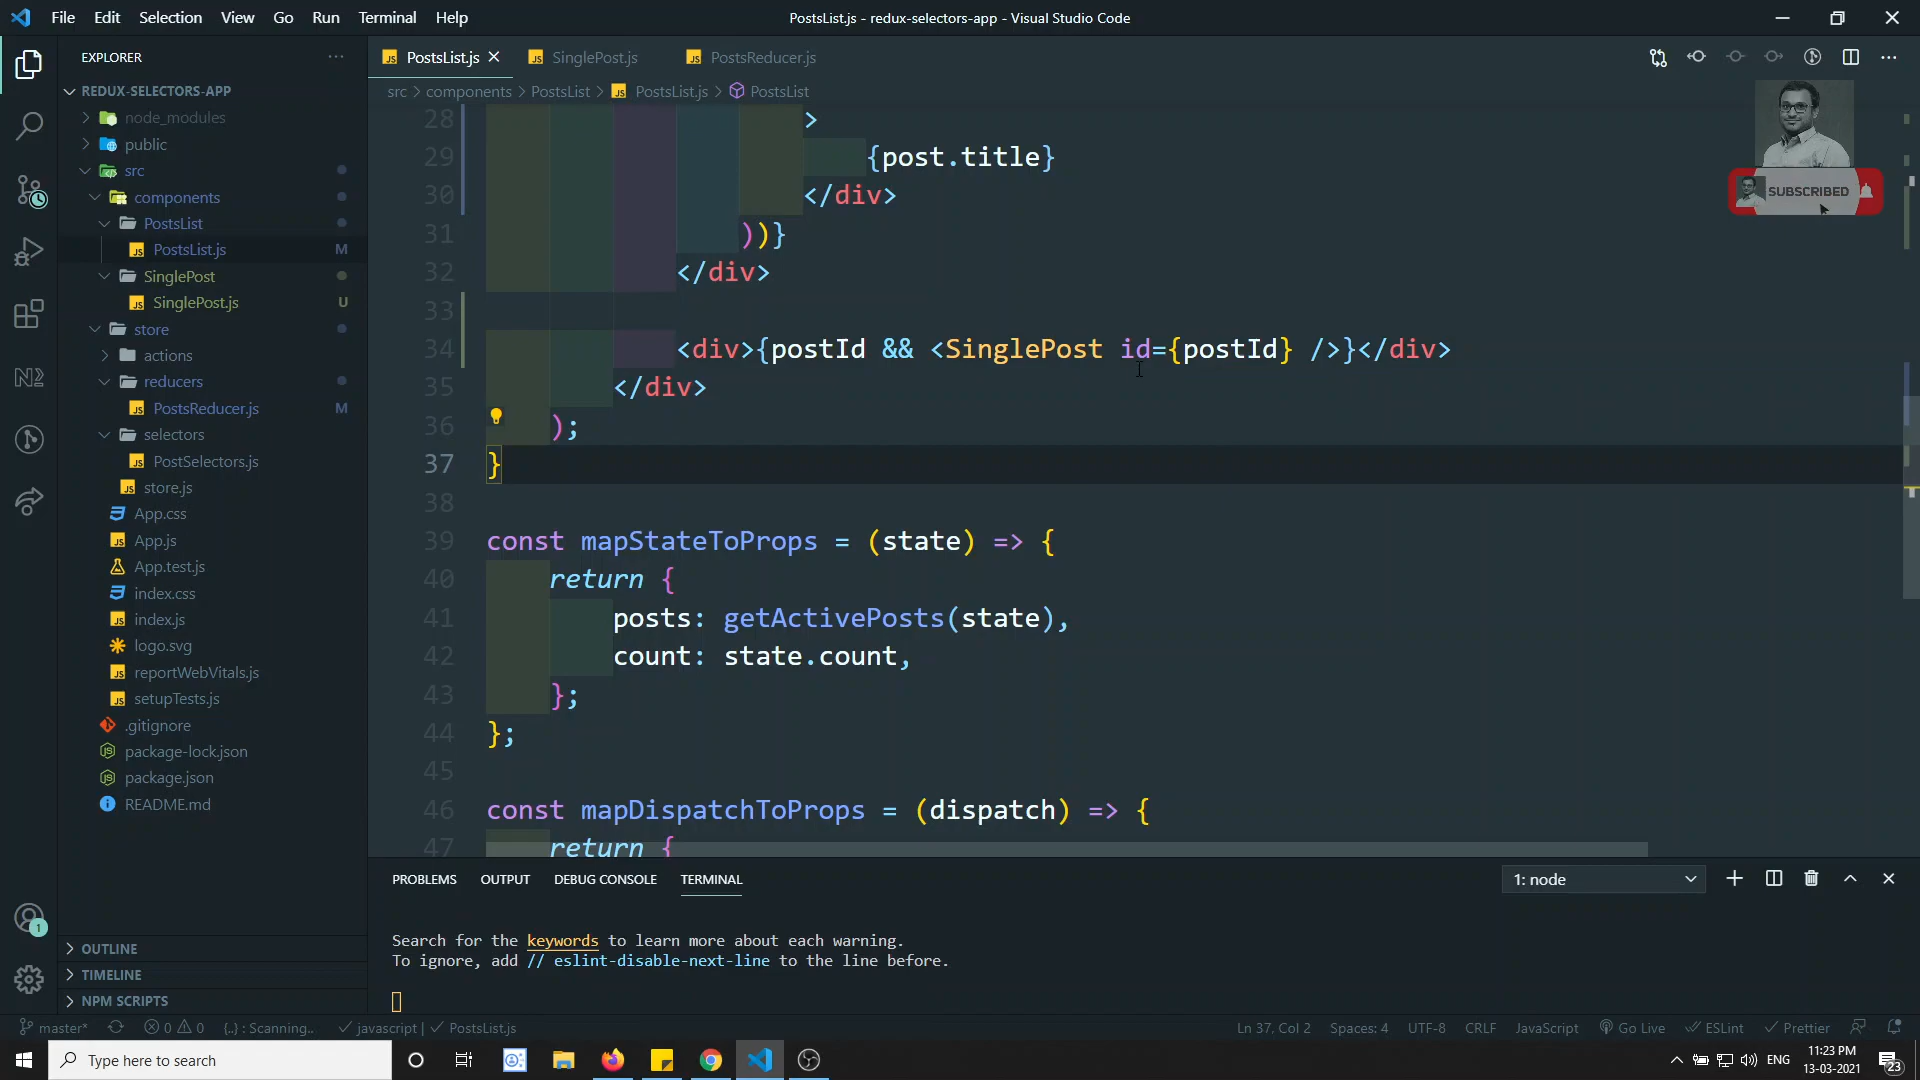 File Edit Selection View Go Run Terminal Help
PostsList.js - redux-selectors-app - Visual Studio Code
EXPLORER
REDUX-SELECTORS-APP
node_modules
public
src
components
PostsList
PostsList.js M
SinglePost
SinglePost.js U
store
actions
reducers
PostsReducer.js M
selectors
PostSelectors.js
store.js
App.css
App.js
App.test.js
index.css
index.js
logo.svg
reportWebVitals.js
setupTests.js
.gitignore
package-lock.json
package.json
README.md
OUTLINE
TIMELINE
NPM SCRIPTS
PostsList.js SinglePost.js PostsReducer.js
src > components > PostsList > PostsList.js > PostsList
SUBSCRIBED
28 >
29 {post.title}
30 </div>
31 ))}
32 </div>
33
34 <div>{postId && <SinglePost id={postId} />}</div>
35 </div>
36 );
37 }
38
39 const mapStateToProps = (state) => {
40 return {
41 posts: getActivePosts(state),
42 count: state.count,
43 };
44 };
45
46 const mapDispatchToProps = (dispatch) => {
47 return {
PROBLEMS OUTPUT DEBUG CONSOLE TERMINAL
1: node
Search for the keywords to learn more about each warning.
To ignore, add // eslint-disable-next-line to the line before.
1
master* 0 0 {..} : Scanning.. javascript | PostsList.js
Ln 37, Col 2 Spaces: 4 UTF-8 CRLF JavaScript Go Live ESLint Prettier
Type here to search
ENG
11:23 PM
13-03-2021
23